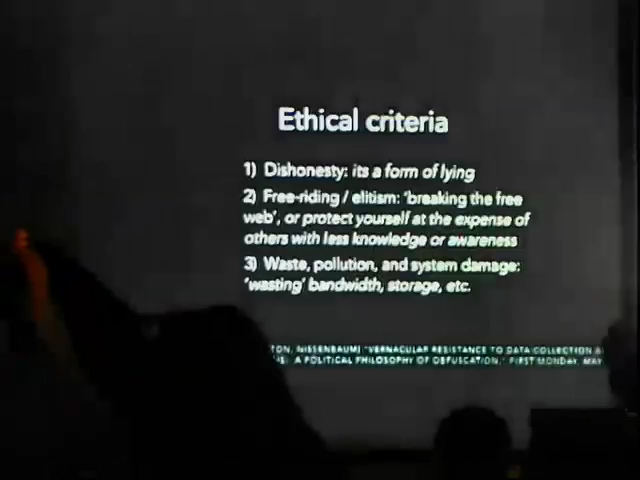 Ethical criteria
1) Dishonesty: its a form of lying
2) Free-riding / elitism: 'breaking the free
web', or protect yourself at the expense of
others with less knowledge or awareness
3) Waste, pollution, and system damage:
'wasting' bandwidth, storage, etc.
TON, NISSENBAUM] "VERNACULAR RESISTANCE TO DATA COLLECTION A
IS: A POLITICAL PHILOSOPHY OF OBFUSCATION," FIRST MONDAY, MAY